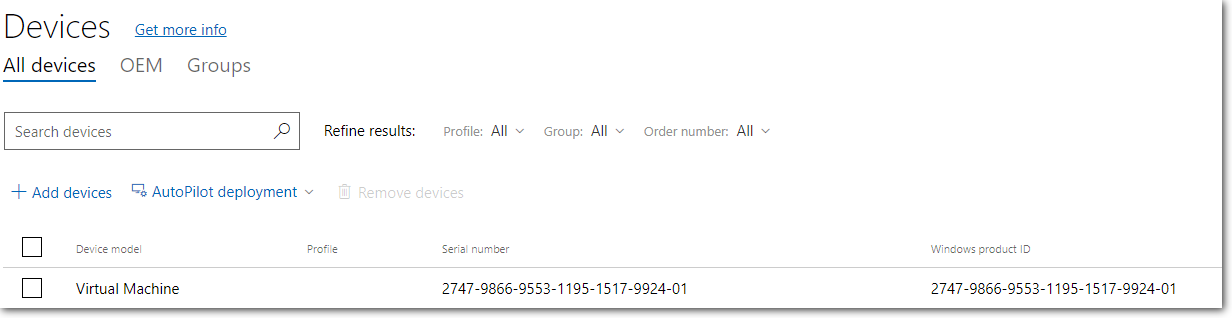 Devices Get more info
All devices OEM Groups
Search devices Refine results: Profile: All Group: All Order number: All
Add devices AutoPilot deployment Remove devices
Device model Profile Serial number Windows product ID
Virtual Machine 2747-9866-9553-1195-1517-9924-01 2747-9866-9553-1195-1517-9924-01